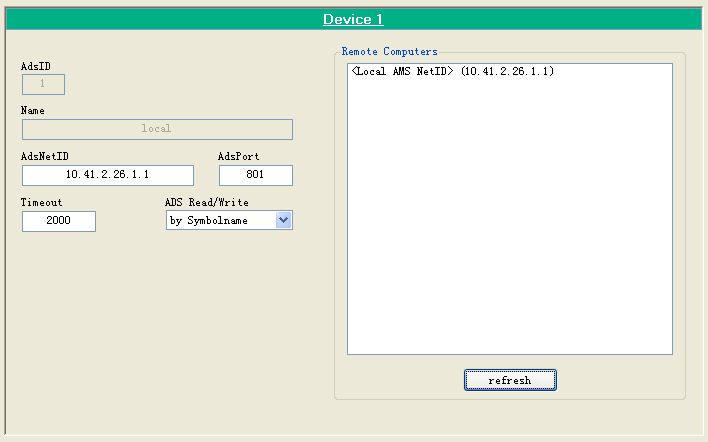 Device 1
AdsID
1
Name
local
AdsNetID
AdsPort
10.41.2.26.1.1
801
Timeout
ADS Read/Write
2000
by Symbolname
Remote Computers
<Local AMS NetID> (10.41.2.26.1.1)
refresh